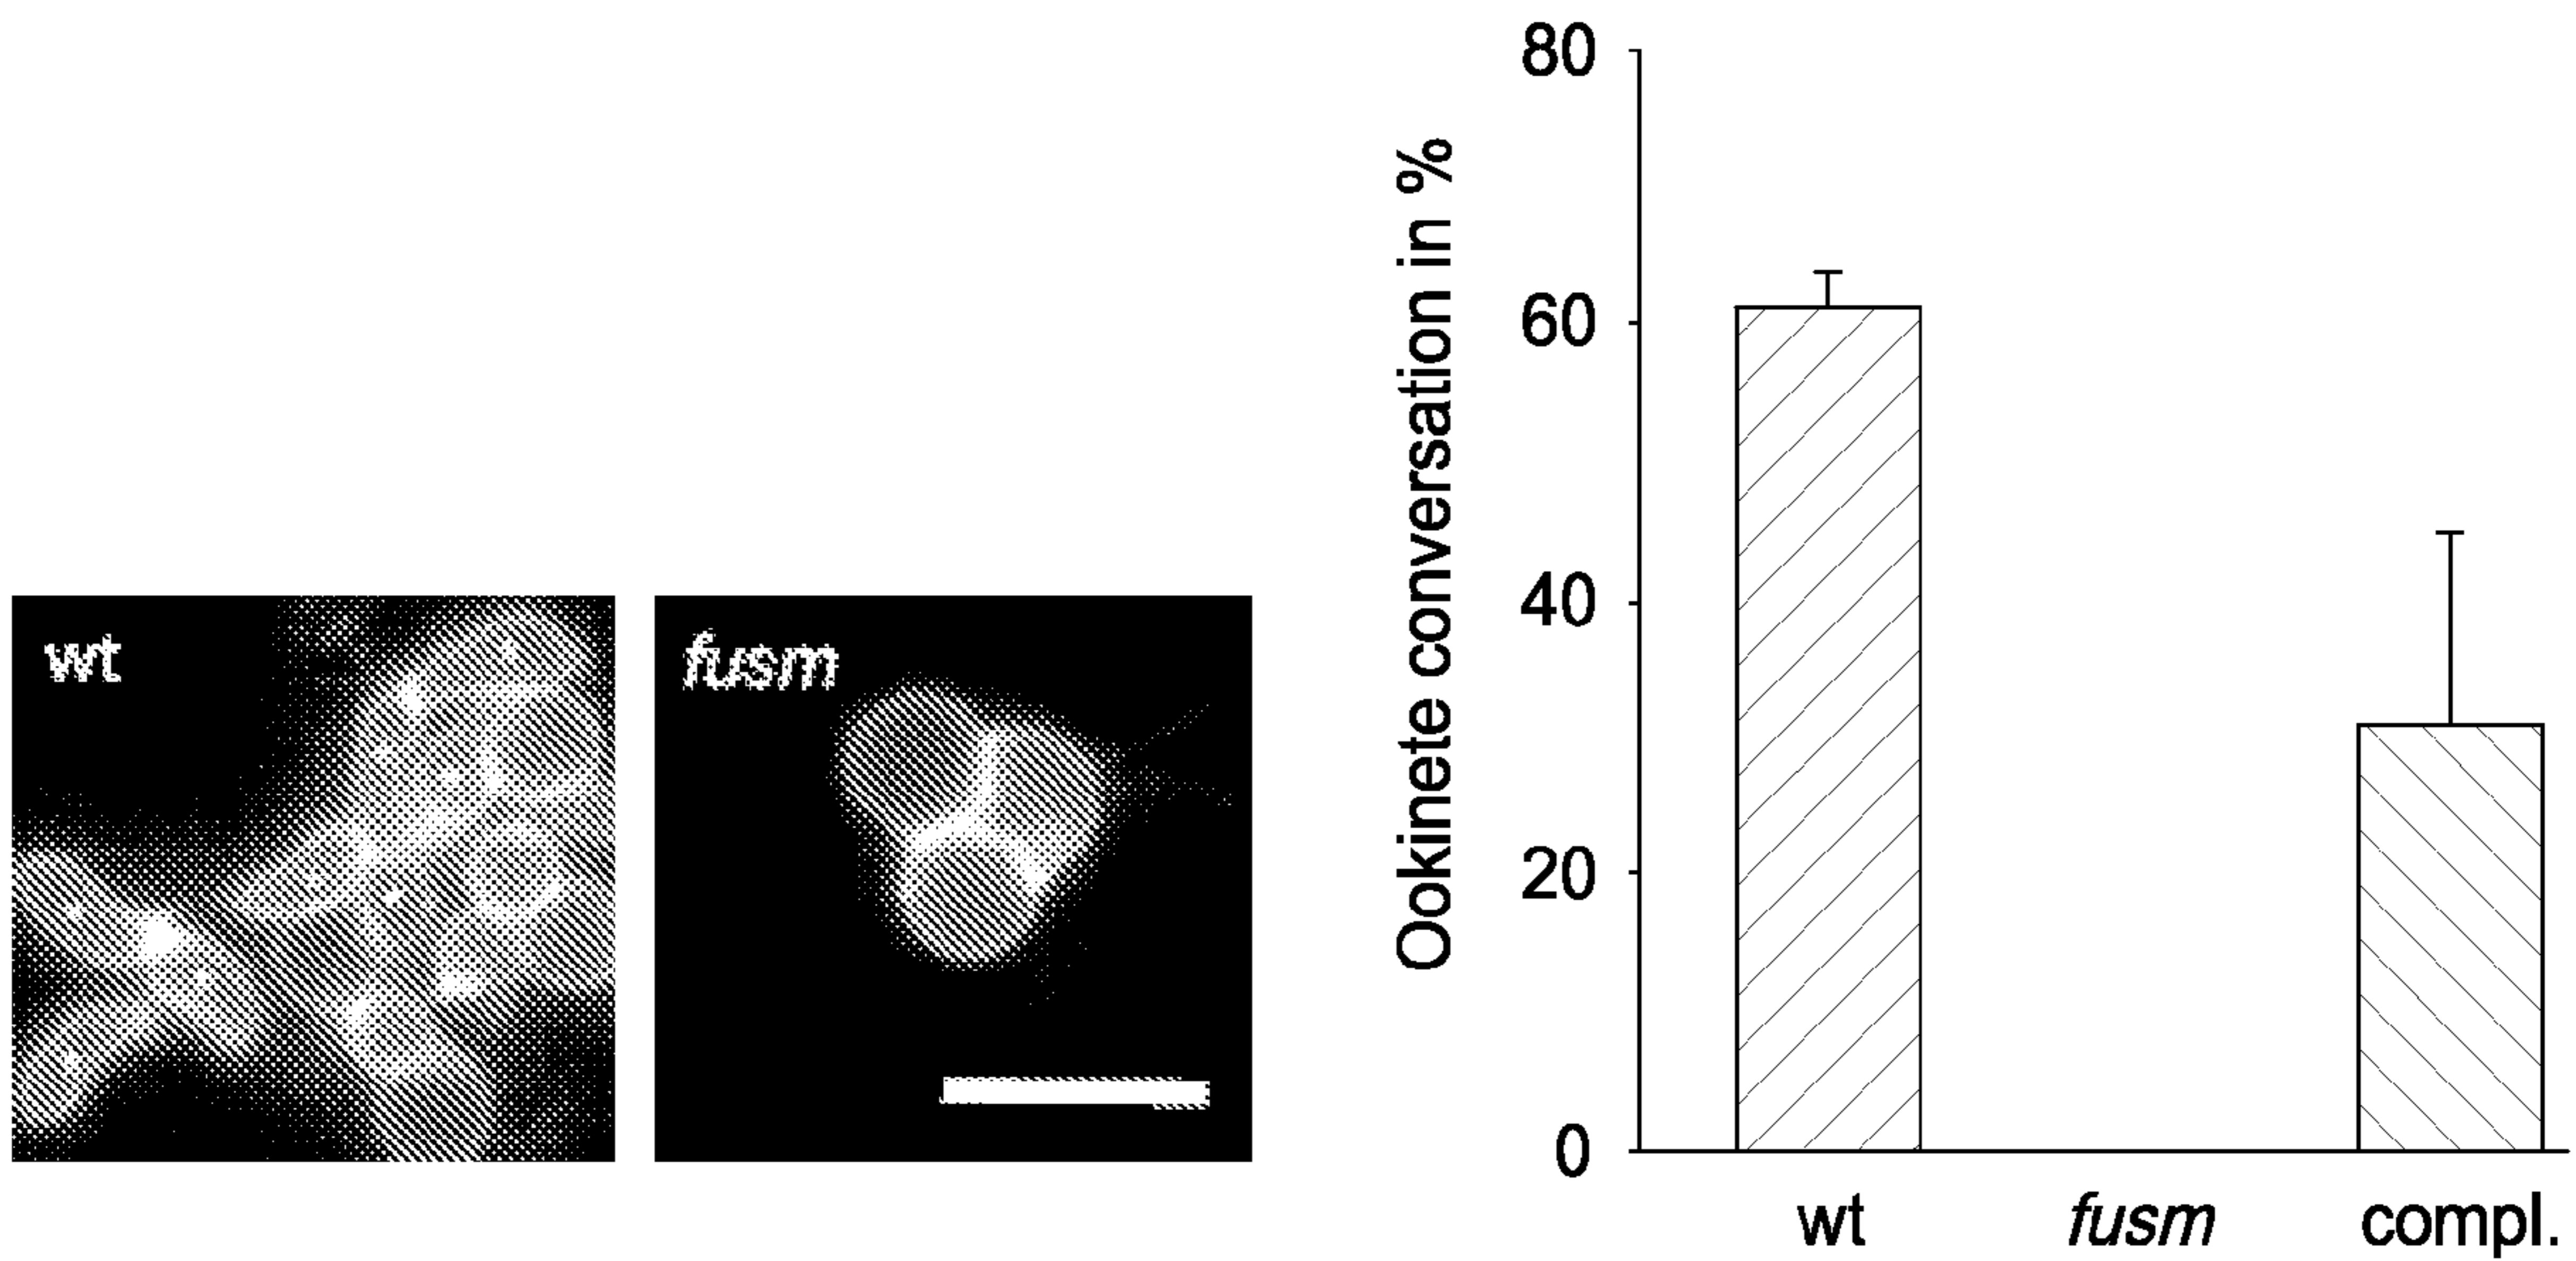 wt
fusm
Ookinete conversation in %
80
60
40
20
0
wt fusm compl.